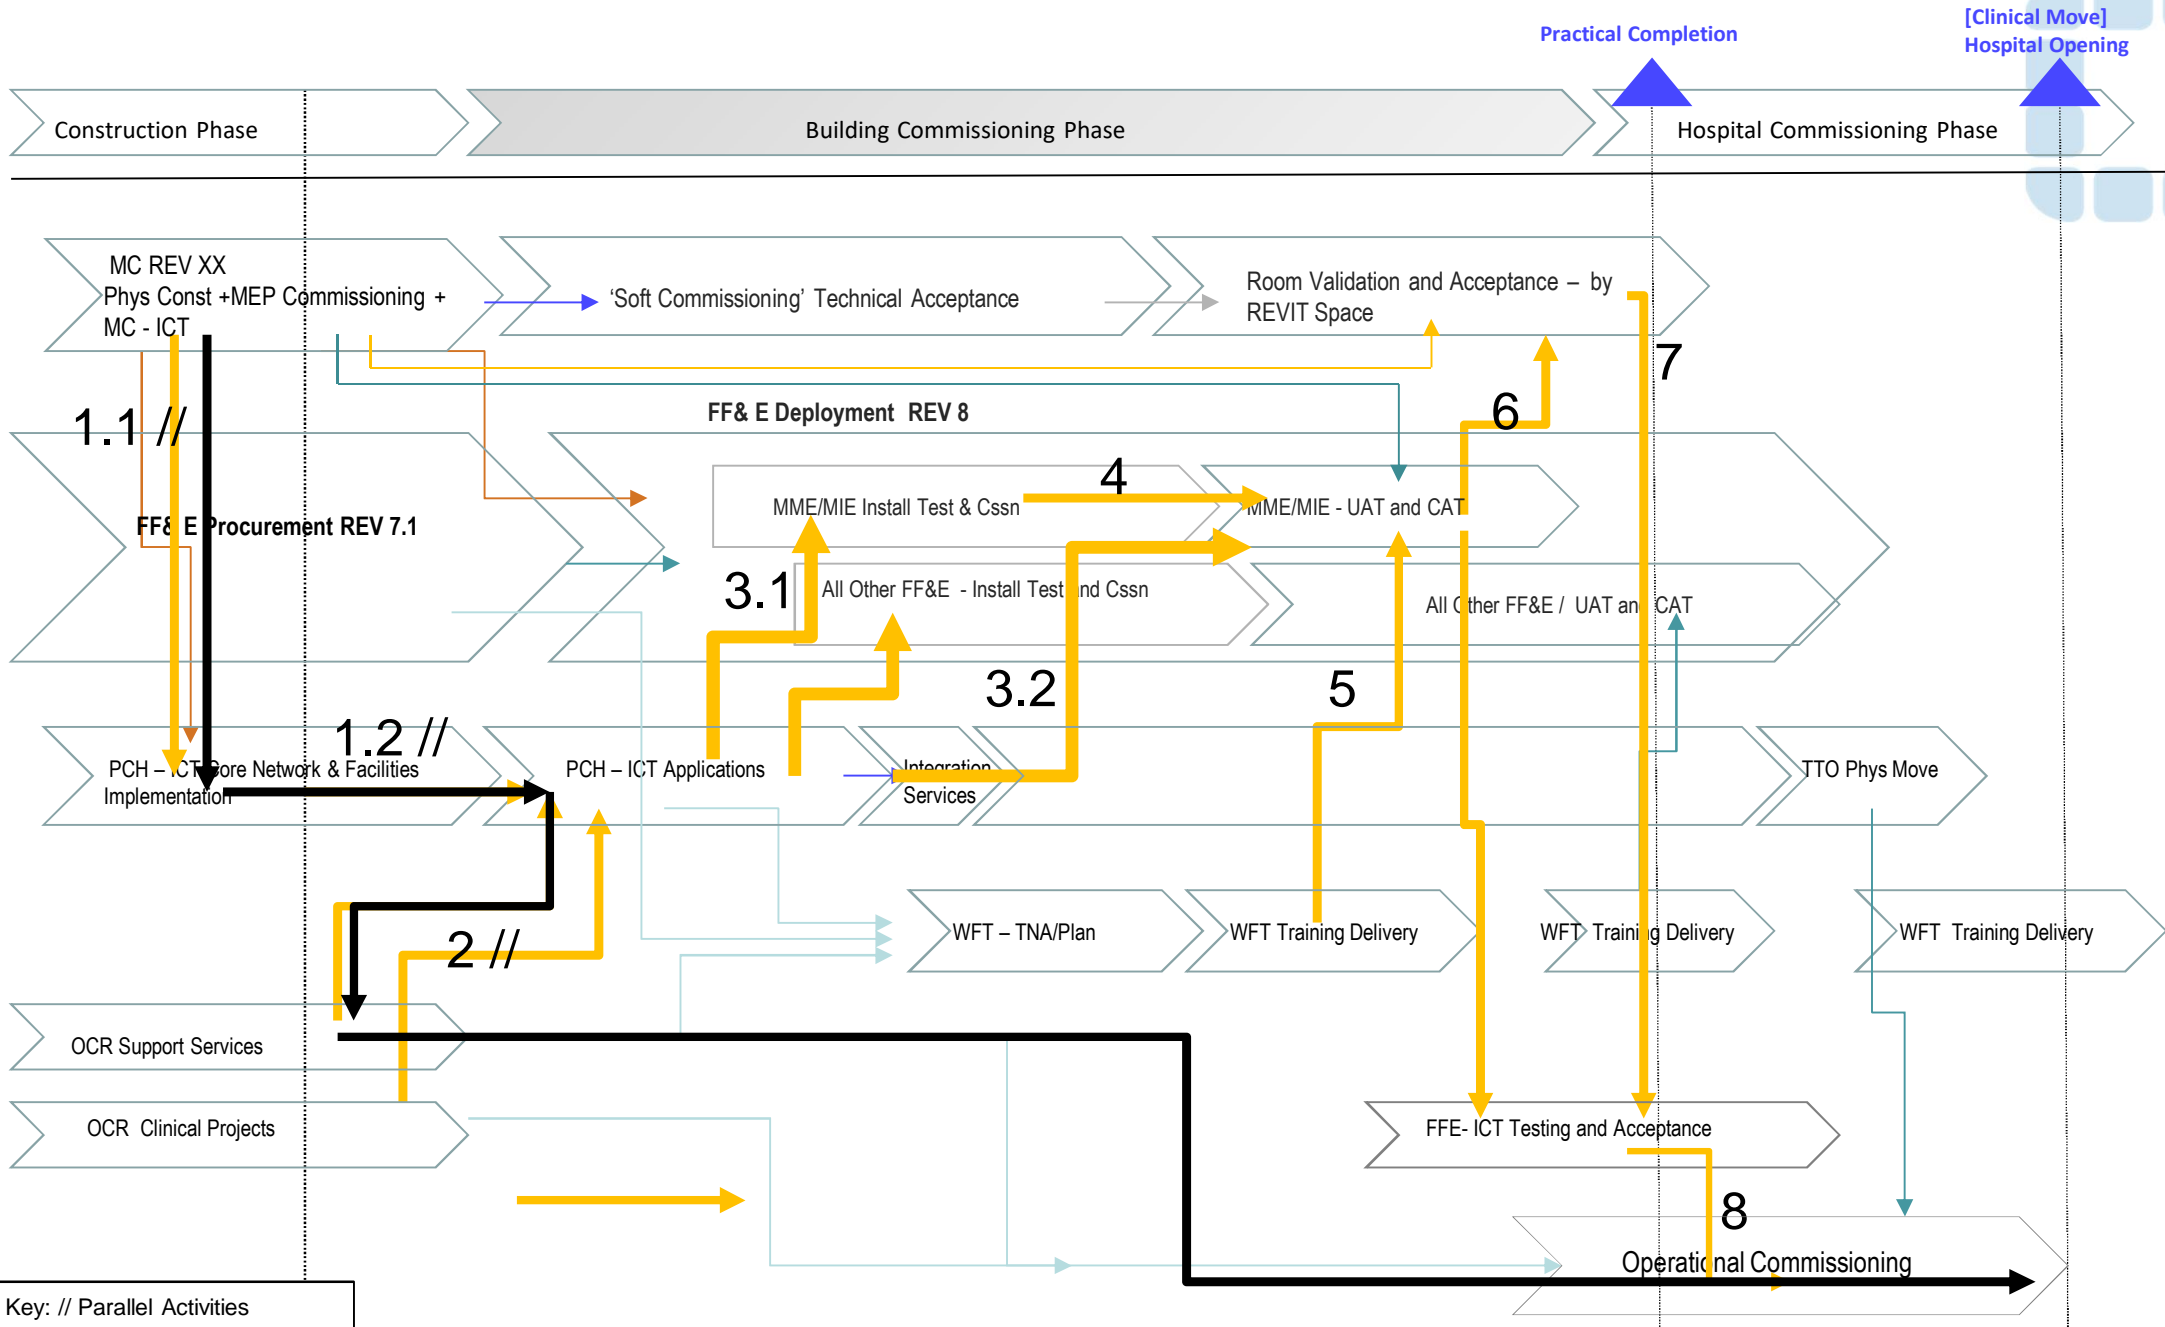 [Clinical Move]
Practical Completion
Hospital Opening
Construction Phase
Building Commissioning Phase
Hospital Commissioning Phase
MC REV XX
Phys Const +MEP Commissioning +
MC - ICT
‘Soft Commissioning’ Technical Acceptance
Room Validation and Acceptance – by
REVIT Space
7
1.1 //
FF& E Deployment REV 8
6
FF& E Procurement REV 7.1
MME/MIE Install Test & Cssn
4
MME/MIE - UAT and CAT
3.1
All Other FF&E - Install Test and Cssn
All Other FF&E / UAT and CAT
3.2
5
1.2 //
PCH – ICT Core Network & Facilities
Implementation
PCH – ICT Applications
Integration
Services
TTO Phys Move
2 //
WFT – TNA/Plan
WFT Training Delivery
WFT Training Delivery
WFT Training Delivery
OCR Support Services
OCR Clinical Projects
FFE- ICT Testing and Acceptance
8
Operational Commissioning
Key: // Parallel Activities